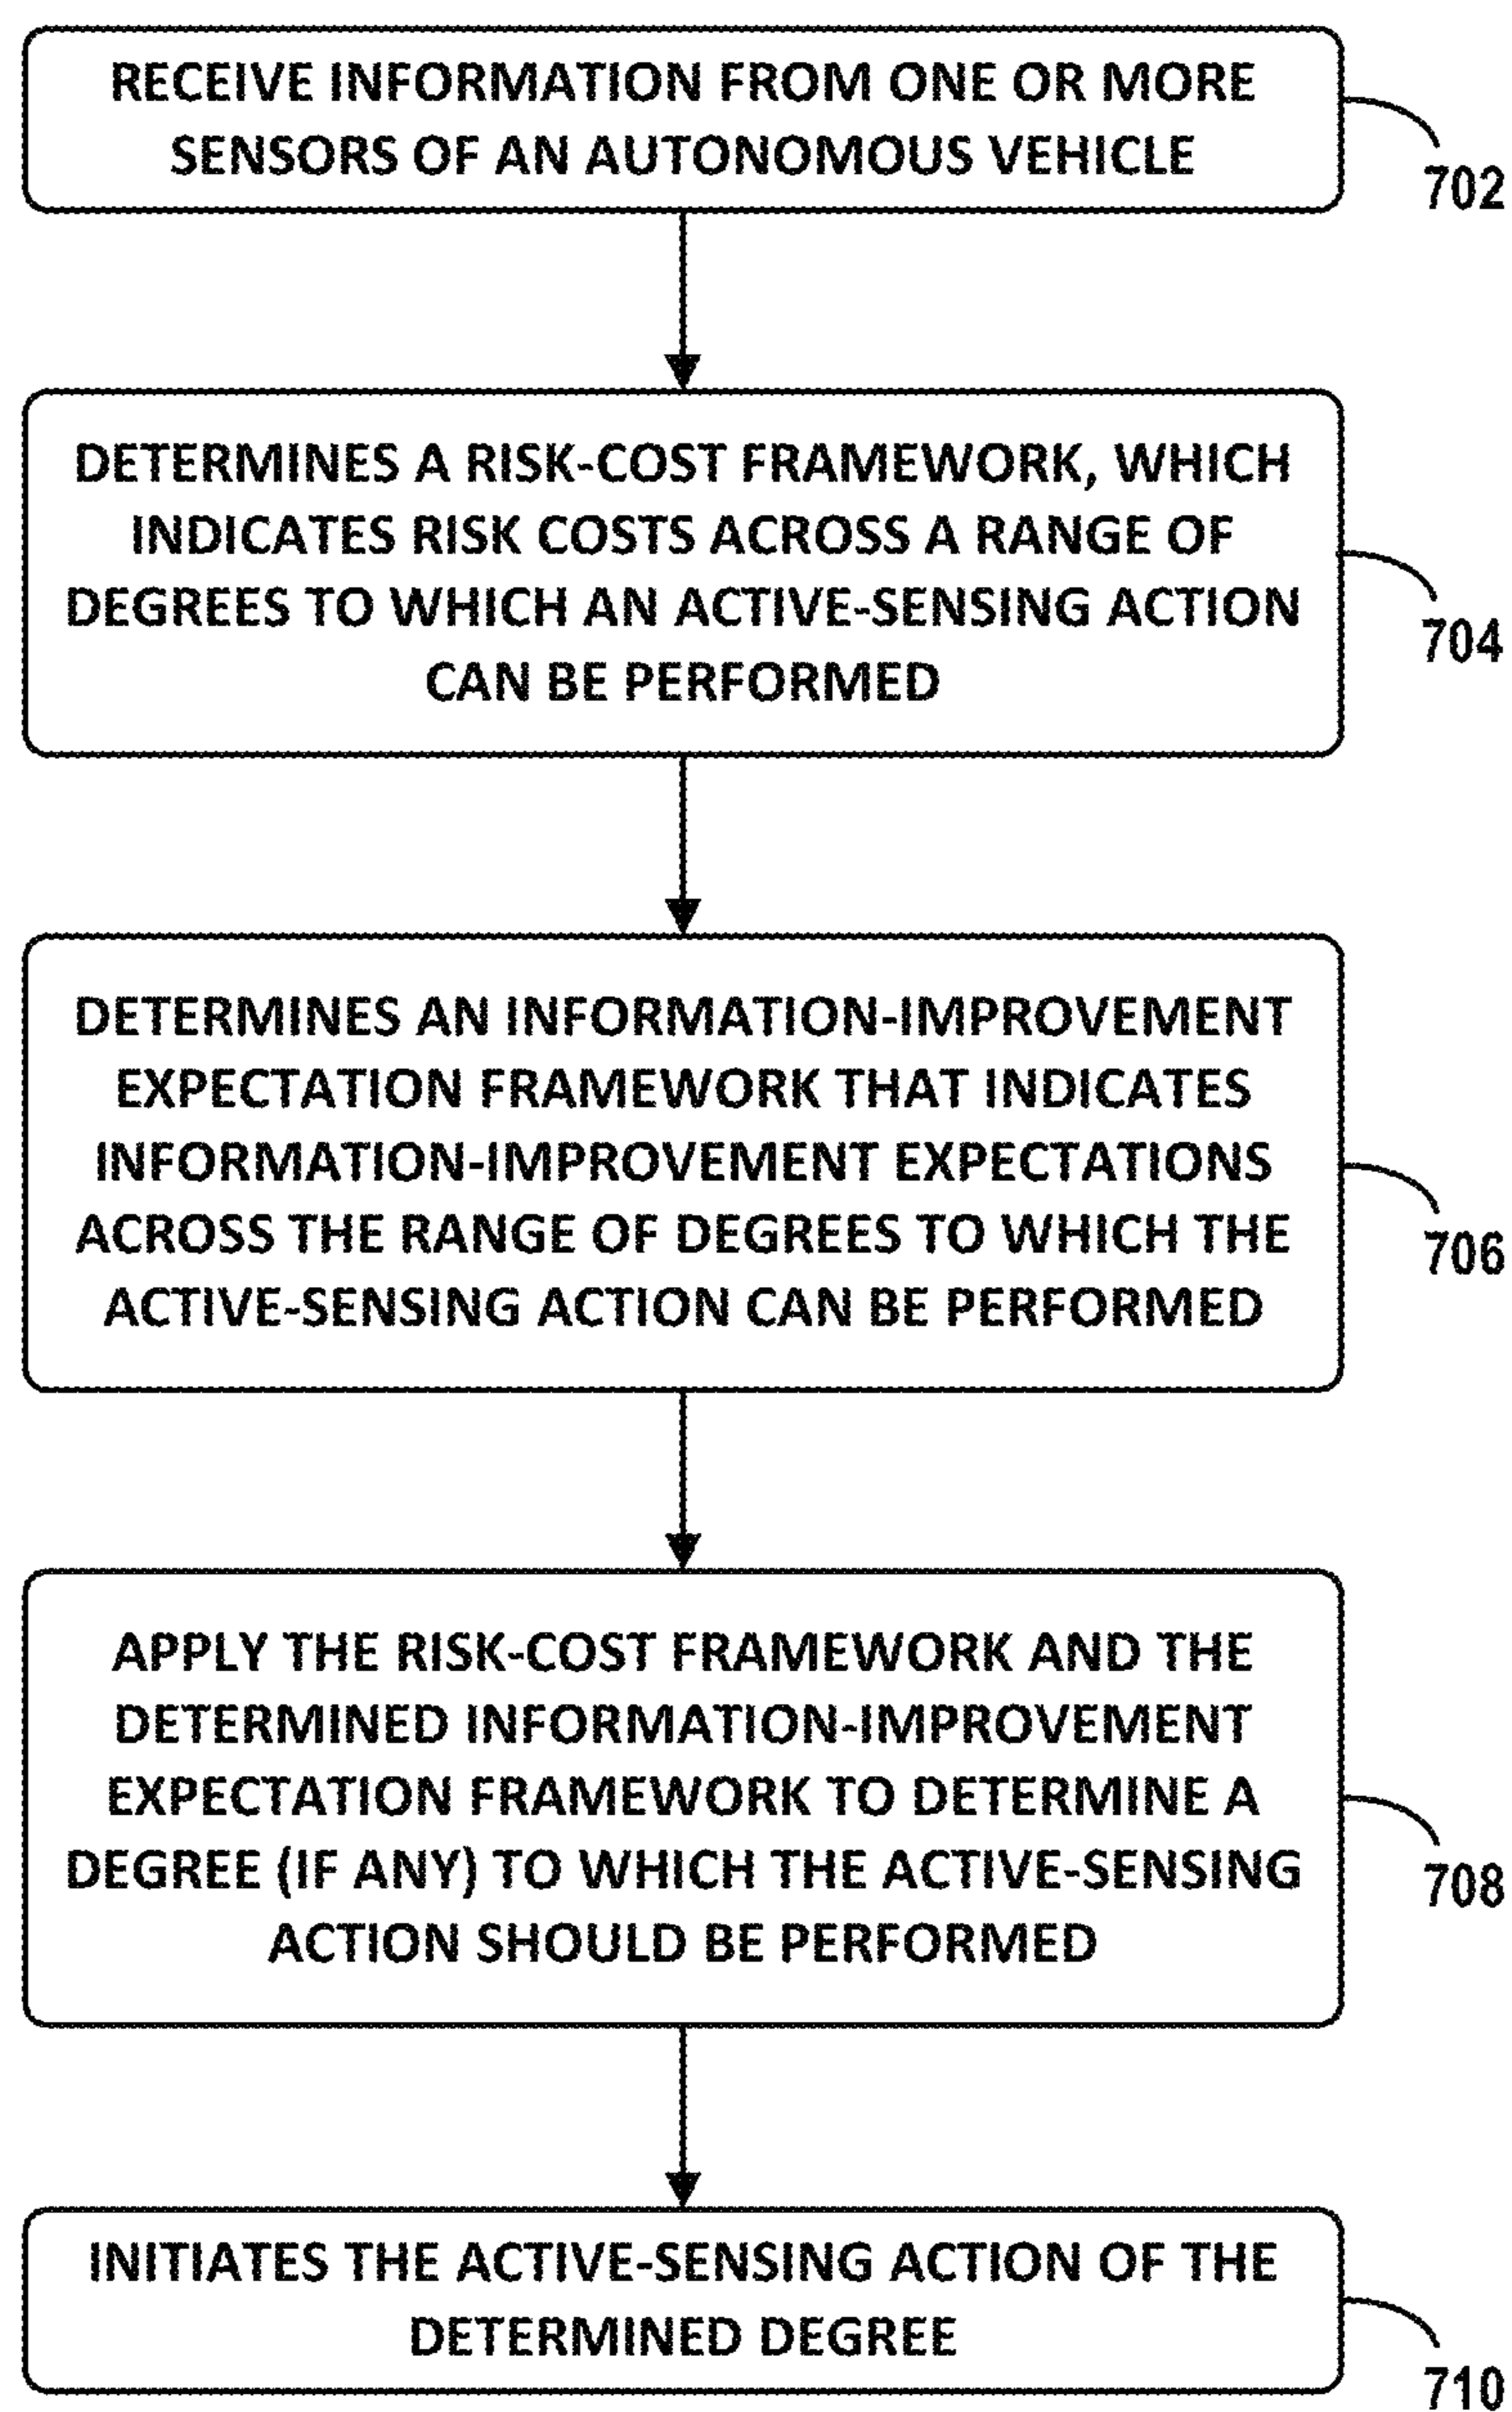 RECEIVE INFORMATION FROM ONE OR MORE
SENSORS OF AN AUTONOMOUS VEHICLE
702
DETERMINES A RISK-COST FRAMEWORK, WHICH
INDICATES RISK COSTS ACROSS A RANGE OF
DEGREES TO WHICH AN ACTIVE-SENSING ACTION
CAN BE PERFORMED
704
DETERMINES AN INFORMATION-IMPROVEMENT
EXPECTATION FRAMEWORK THAT INDICATES
INFORMATION-IMPROVEMENT EXPECTATIONS
ACROSS THE RANGE OF DEGREES TO WHICH THE
ACTIVE-SENSING ACTION CAN BE PERFORMED
706
APPLY THE RISK-COST FRAMEWORK AND THE
DETERMINED INFORMATION-IMPROVEMENT
EXPECTATION FRAMEWORK TO DETERMINE A
DEGREE (IF ANY) TO WHICH THE ACTIVE-SENSING
ACTION SHOULD BE PERFORMED
708
INITIATES THE ACTIVE-SENSING ACTION OF THE
DETERMINED DEGREE
710